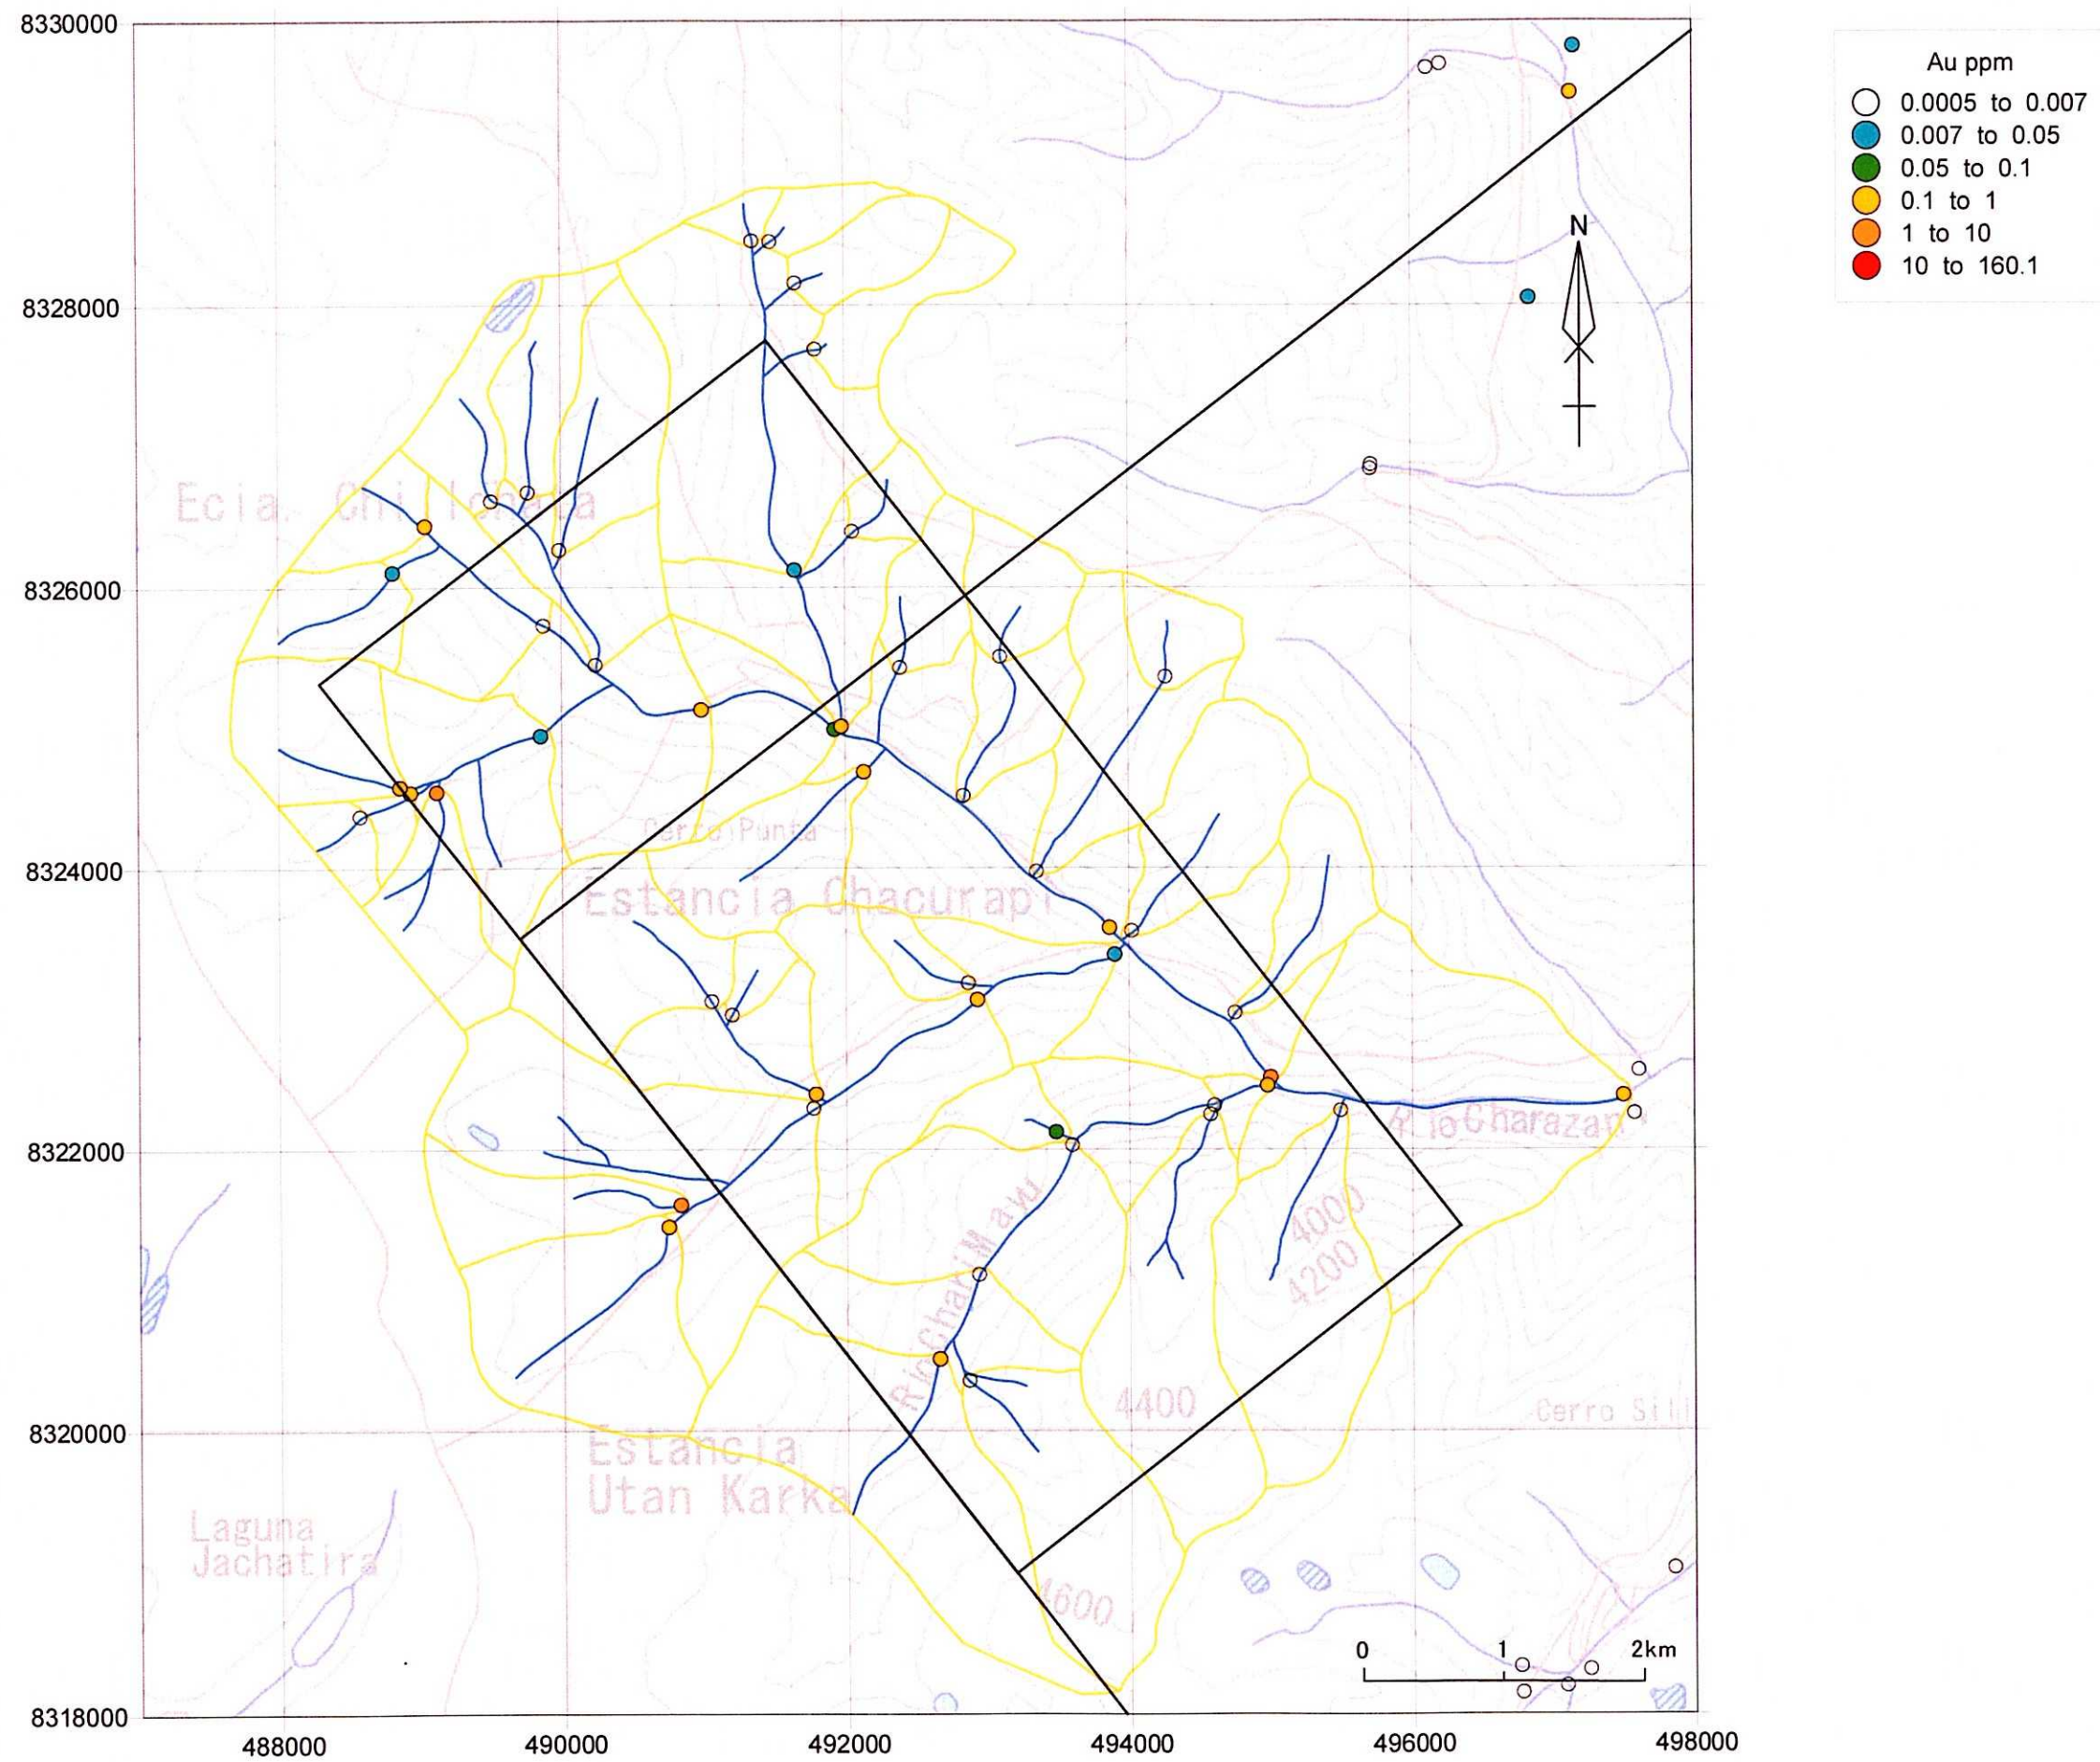 8330000
Au ppm
0.0005 to 0.007
0.007 to 0.05
0.05 to 0.1
0.1 to 1
1 to 10
10 to 160.1
N
8328000
Ecia.
8326000
Cerro Punta
8324000
Estancia Chacurapi
8322000
Rio Charazani
4000
4200
4400
Cerro Sill
8320000
Estancia
Utan Karka
Laguna
Jachatira
4600
0 1 2km
8318000
488000 490000 492000 494000 496000 498000